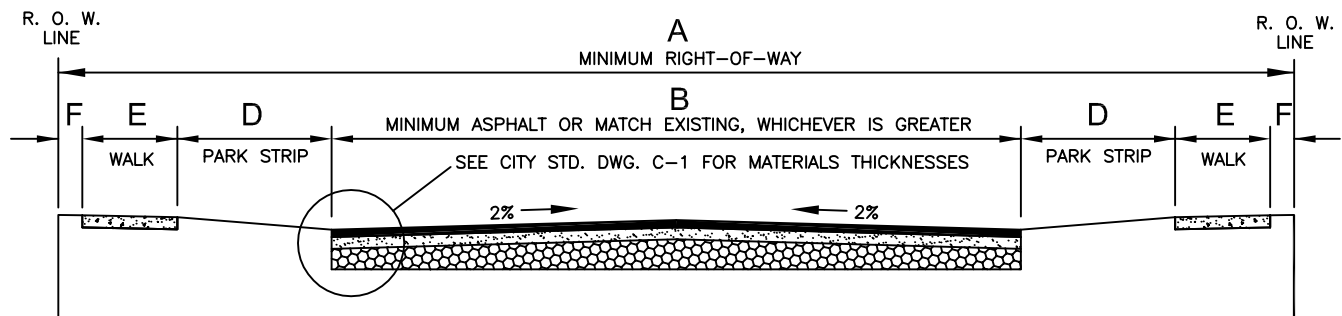 R. O. W.
LINE
A
MINIMUM RIGHT-OF-WAY
R. O. W.
LINE
F
E
D
B
D
E
F
MINIMUM ASPHALT OR MATCH EXISTING, WHICHEVER IS GREATER
WALK
PARK STRIP
SEE CITY STD. DWG. C-1 FOR MATERIALS THICKNESSES
PARK STRIP
WALK
2%
2%